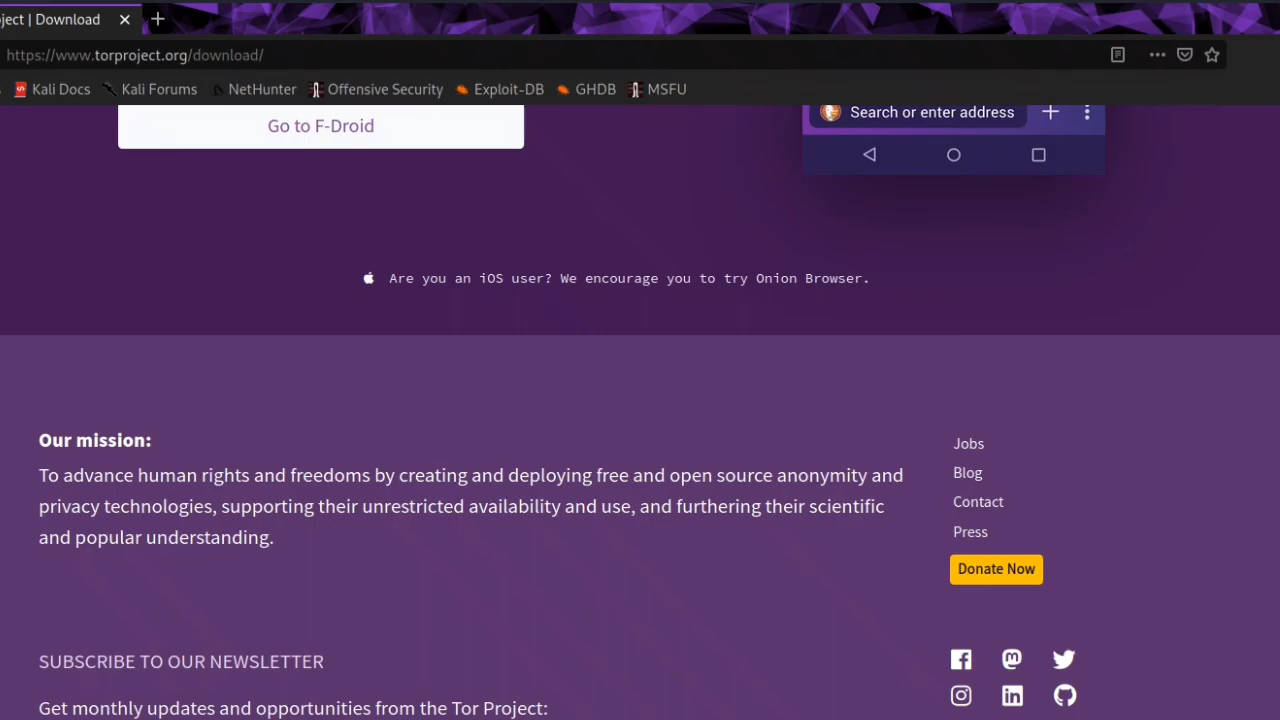 ject | Download
https://www.torproject.org/download/
Kali Docs Kali Forums NetHunter Offensive Security Exploit-DB GHDB MSFU
Go to F-Droid
Search or enter address
Are you an iOS user? We encourage you to try Onion Browser.
Our mission:
To advance human rights and freedoms by creating and deploying free and open source anonymity and
privacy technologies, supporting their unrestricted availability and use, and furthering their scientific
and popular understanding.
Jobs
Blog
Contact
Press
Donate Now
SUBSCRIBE TO OUR NEWSLETTER
Get monthly updates and opportunities from the Tor Project: